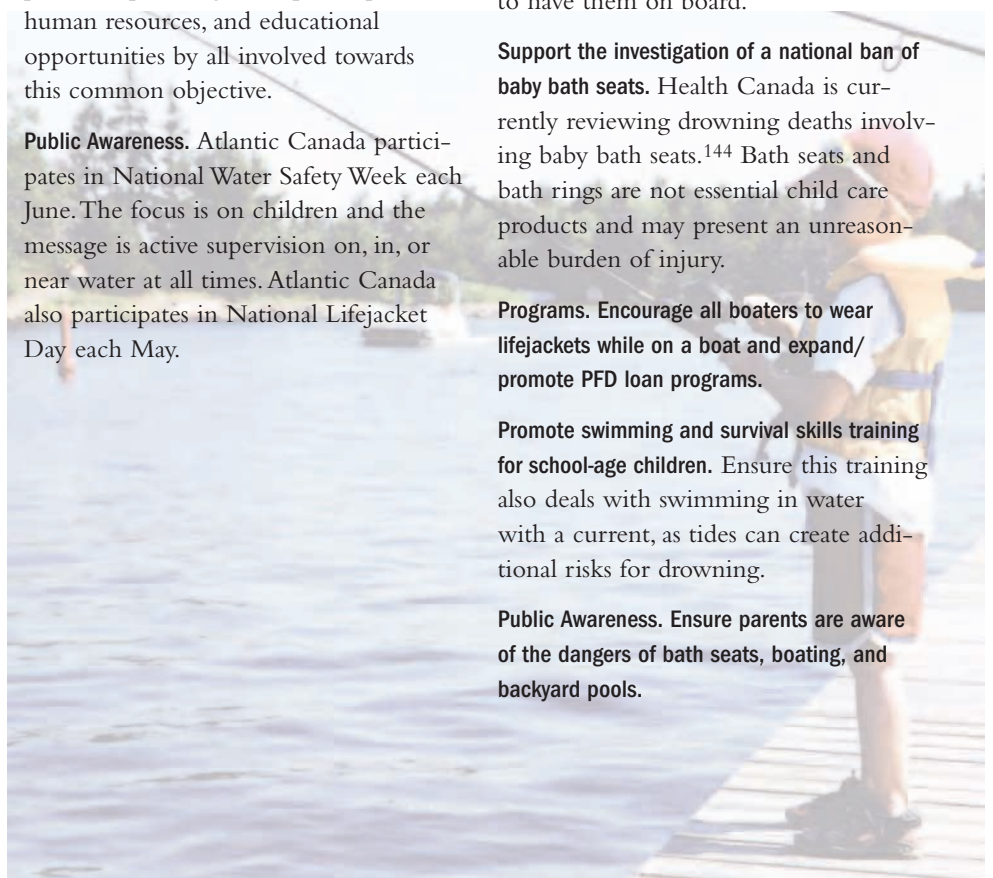 human resources, and educational
opportunities by all involved towards
this common objective.
Public Awareness. Atlantic Canada partici-
pates in National Water Safety Week each
June. The focus is on children and the
message is active supervision on, in, or
near water at all times. Atlantic Canada
also participates in National Lifejacket
Day each May.
to have them on board.
Support the investigation of a national ban of
baby bath seats. Health Canada is cur-
rently reviewing drowning deaths involv-
ing baby bath seats.144 Bath seats and
bath rings are not essential child care
products and may present an unreason-
able burden of injury.
Programs. Encourage all boaters to wear
lifejackets while on a boat and expand/
promote PFD loan programs.
Promote swimming and survival skills training
for school-age children. Ensure this training
also deals with swimming in water
with a current, as tides can create addi-
tional risks for drowning.
Public Awareness. Ensure parents are aware
of the dangers of bath seats, boating, and
backyard pools.